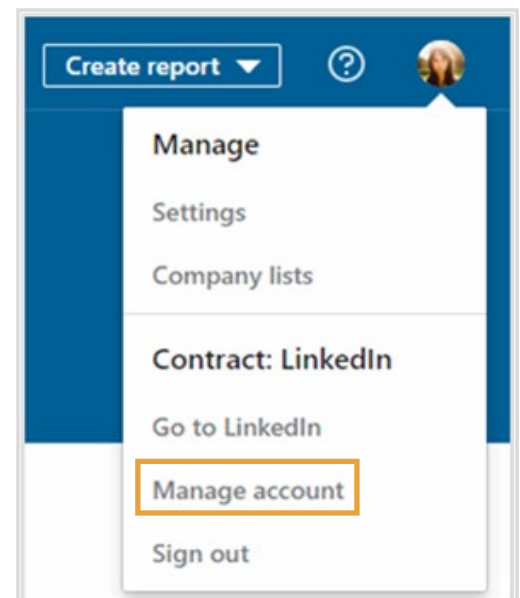 Create report
Manage
Settings
Company lists
Contract: LinkedIn
Go to LinkedIn
Manage account
Sign out